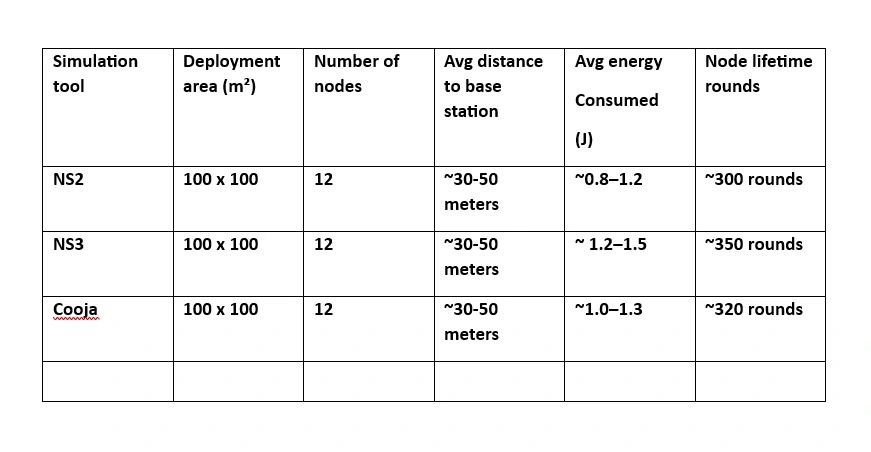 Simulation tool | Deployment area (m²) | Number of nodes | Avg distance to base station | Avg energy Consumed (J) | Node lifetime rounds
NS2 | 100 x 100 | 12 | ~30-50 meters | ~0.8–1.2 | ~300 rounds
NS3 | 100 x 100 | 12 | ~30-50 meters | ~ 1.2–1.5 | ~350 rounds
Cooja | 100 x 100 | 12 | ~30-50 meters | ~1.0–1.3 | ~320 rounds